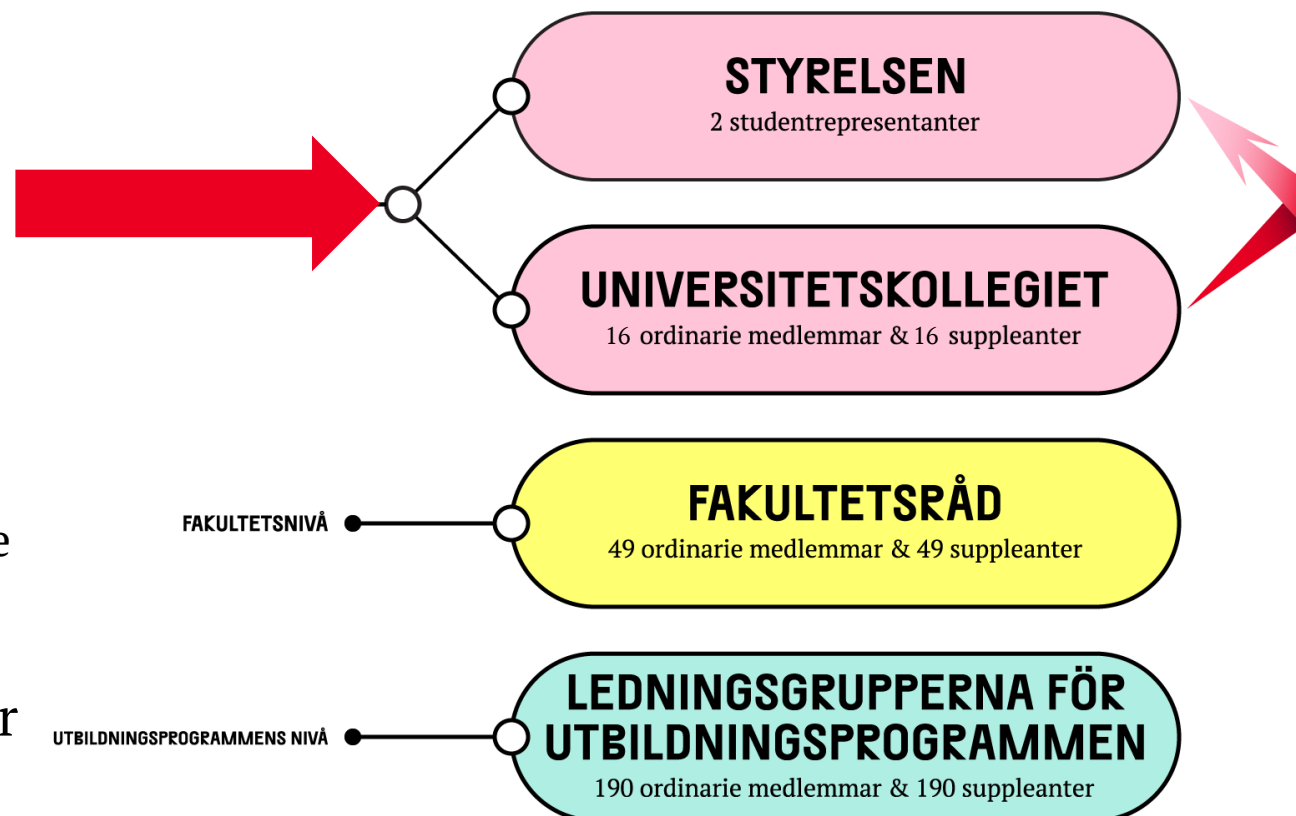 STYRELSEN
2 studentrepresentanter
UNIVERSITETSKOLLEGIET
16 ordinarie medlemmar & 16 suppleanter
FAKULTETSNIVÅ
FAKULTETSRÅD
49 ordinarie medlemmar & 49 suppleanter
e
r
UTBILDNINGSPROGRAMMENS NIVÅ
LEDNINGSGRUPPERNA FÖR
UTBILDNINGSPROGRAMMEN
190 ordinarie medlemmar & 190 suppleanter